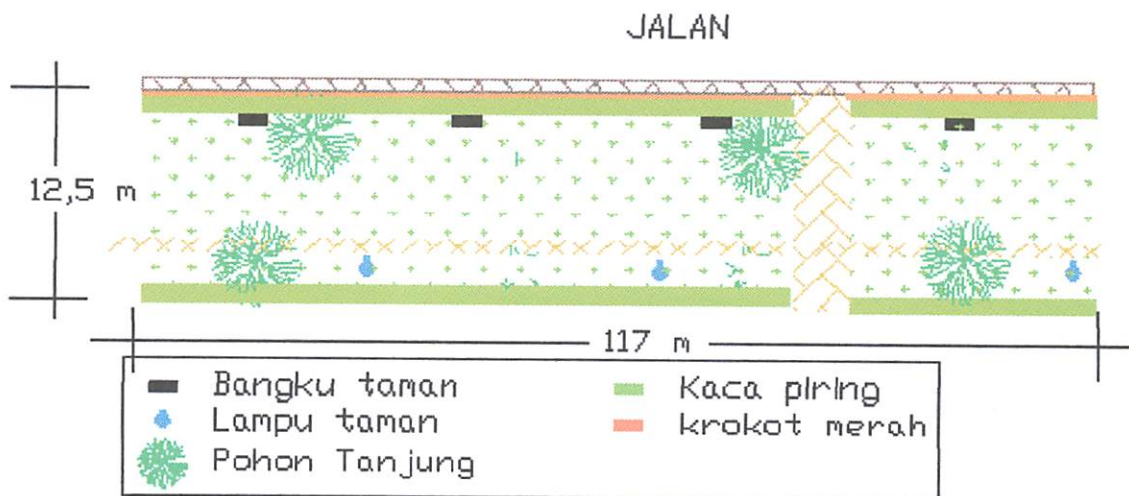 JALAN
12,5 m
117 m
Bangku taman
Lampu taman
Pohon Tanjung
Kaca piring
krokot merah